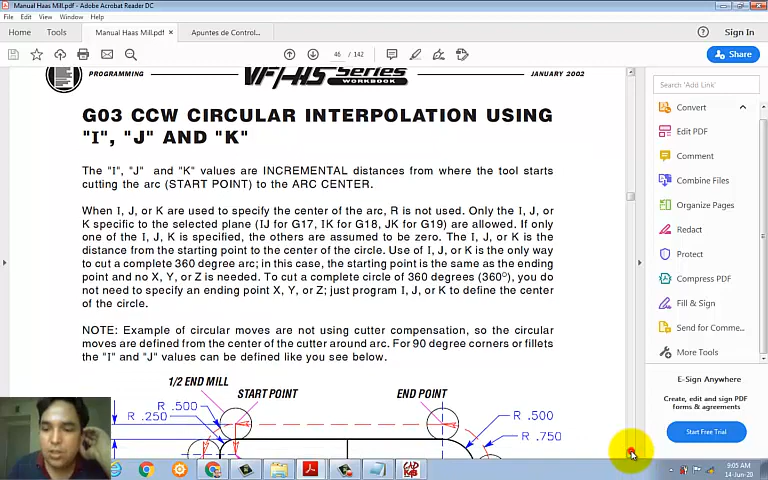 Manual Haas Mill.pdf - Adobe Acrobat Reader DC
File Edit View Window Help
Home Tools Manual Haas Mill.pdf × Apuntes de Control... Sign In
46 / 142 Share
PROGRAMMING VF/HS Series WORKBOOK JANUARY 2002
G03 CCW CIRCULAR INTERPOLATION USING
"I", "J" AND "K"
The "I", "J" and "K" values are INCREMENTAL distances from where the tool starts
cutting the arc (START POINT) to the ARC CENTER.
When I, J, or K are used to specify the center of the arc, R is not used. Only the I, J, or
K specific to the selected plane (IJ for G17, IK for G18, JK for G19) are allowed. If only
one of the I, J, K is specified, the others are assumed to be zero. The I, J, or K is the
distance from the starting point to the center of the circle. Use of I, J, or K is the only way
to cut a complete 360 degree arc; in this case, the starting point is the same as the ending
point and no X, Y, or Z is needed. To cut a complete circle of 360 degrees (360°), you do
not need to specify an ending point X, Y, or Z; just program I, J, or K to define the center
of the circle.
NOTE: Example of circular moves are not using cutter compensation, so the circular
moves are defined from the center of the cutter around arc. For 90 degree corners or fillets
the "I" and "J" values can be defined like you see below.
1/2 END MILL
START POINT
END POINT
R .500
R .250
R .500
R .750
Search 'Add Link'
Convert
Edit PDF
Comment
Combine Files
Organize Pages
Redact
Protect
Compress PDF
Fill & Sign
Send for Comme...
More Tools
E-Sign Anywhere
Create, edit and sign PDF
forms & agreements
Start Free Trial
9:05 AM
14-Jun-20